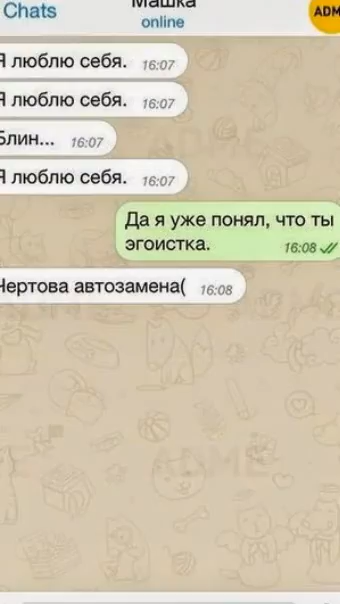 Chats
Машка
online
ADM
Я люблю себя. 16:07
Я люблю себя. 16:07
Блин... 16:07
Я люблю себя. 16:07
Да я уже понял, что ты
эгоистка. 16:08
Чертова автозамена( 16:08